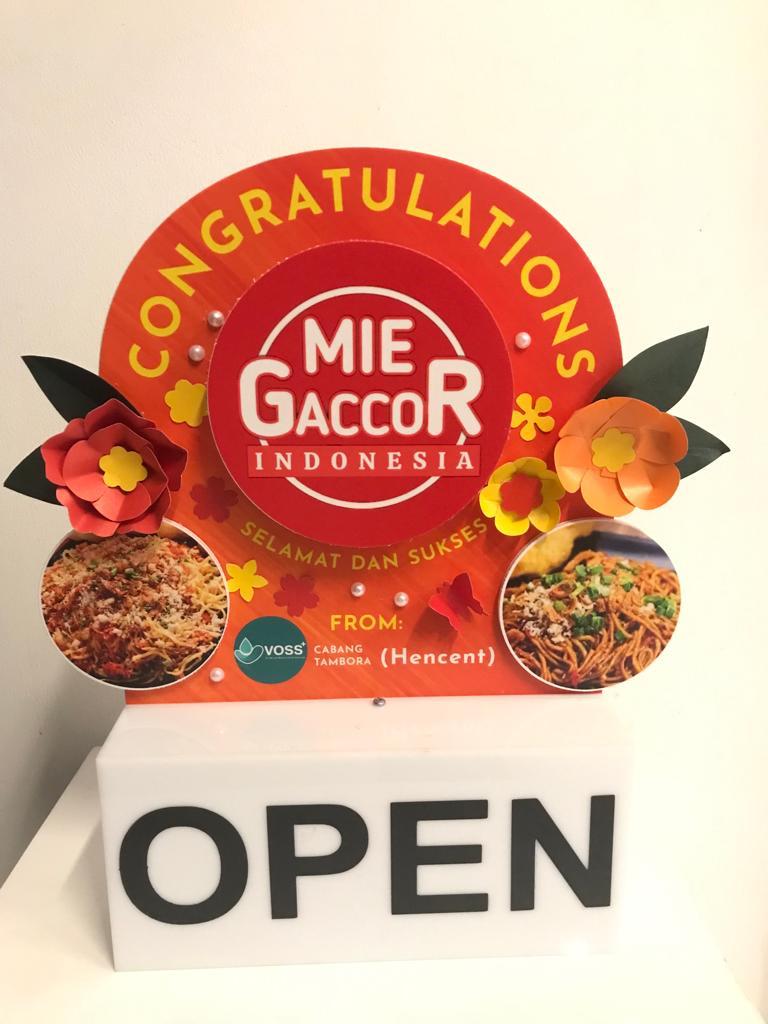 CONGRATULATIONS
MIE
GACCOR
INDONESIA
SELAMAT DAN SUKSES
FROM:
VOSS+
CABANG
TAMBORA
(Hencent)
OPEN